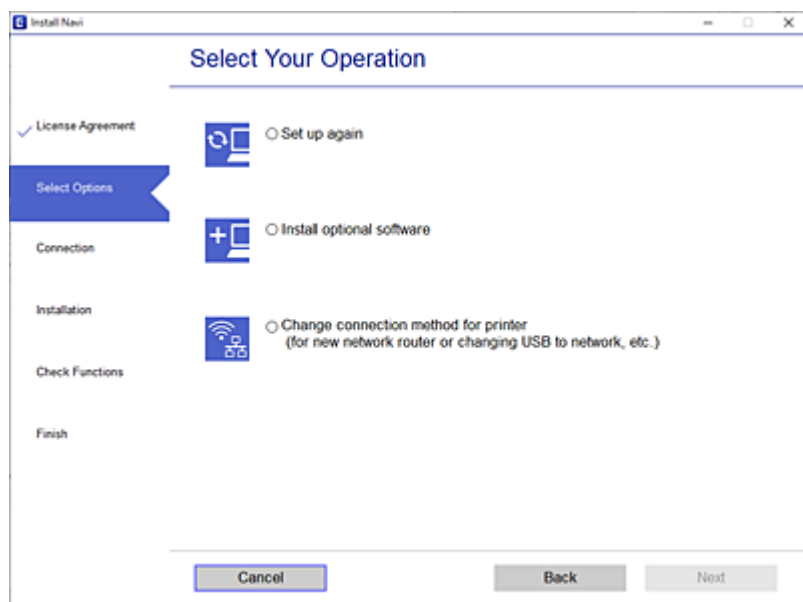 Install Navi
Select Your Operation
License Agreement
Select Options
Connection
Installation
Check Functions
Finish
Set up again
Install optional software
Change connection method for printer
(for new network router or changing USB to network, etc.)
Cancel
Back
Next